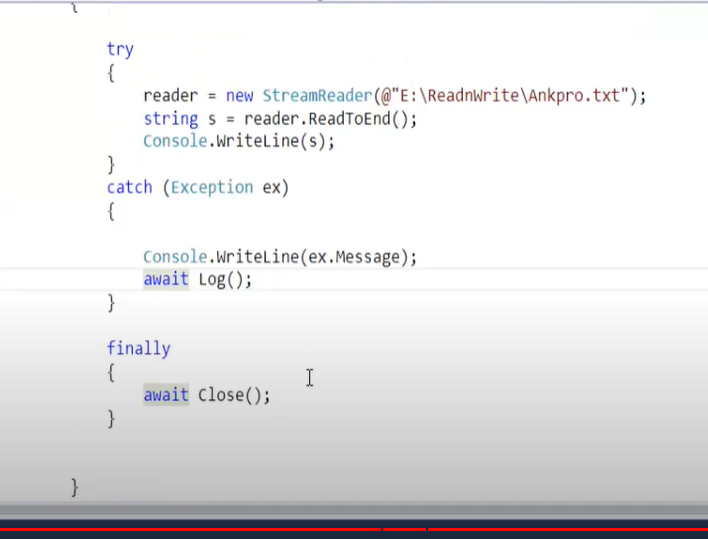 {
try
{
reader = new StreamReader(@"E:\ReadnWrite\Ankpro.txt");
string s = reader.ReadToEnd();
Console.WriteLine(s);
}
catch (Exception ex)
{
Console.WriteLine(ex.Message);
await Log();
}
finally
{
await Close();
}
}